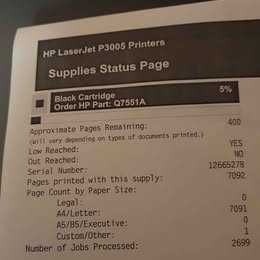 HP LaserJet P3005 Printers
Supplies Status Page
Black Cartridge 5%
Order HP Part: Q7551A
Approximate Pages Remaining: 400
(Will vary depending on types of documents printed.)
Low Reached: YES
Out Reached: NO
Serial Number: 12665278
Pages printed with this supply: 7092
Page Count by Paper Size:
Legal: 0
A4/Letter: 7091
A5/B5/Executive: 0
Custom/Other: 1
Number of Jobs Processed: 2699